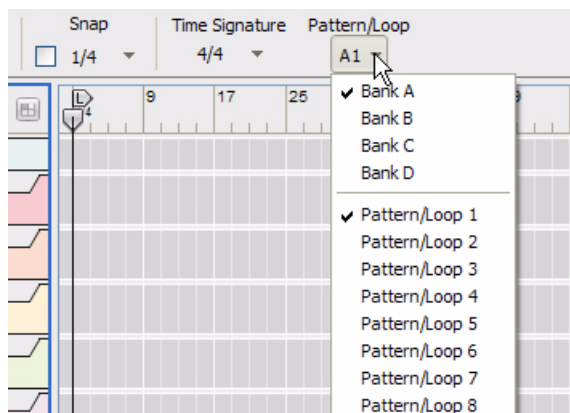 Snap Time Signature Pattern/Loop
1/4 4/4 A1
9 17 25
4
Bank A
Bank B
Bank C
Bank D
Pattern/Loop 1
Pattern/Loop 2
Pattern/Loop 3
Pattern/Loop 4
Pattern/Loop 5
Pattern/Loop 6
Pattern/Loop 7
Pattern/Loop 8